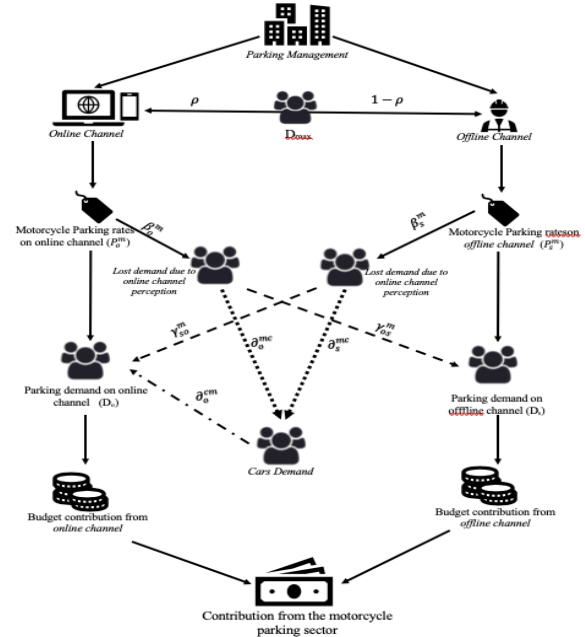 Parking Management
ρ
1 − ρ
Online Channel
Offline Channel
Motorcycle Parking rates
on online channel (Pₒᵐ)
βₒᵐ
βₛᵐ
Motorcycle Parking rateson
offline channel (Pₛᵐ)
Lost demand due to
online channel
perception
Lost demand due to
online channel
perception
γₛₒᵐ
γₒₛᵐ
∂ₒᵐᶜ
∂ₛᵐᶜ
Parking demand on online
channel (Dₒ)
∂ₒᶜᵐ
Parking demand on
offline channel (Dₛ)
Cars Demand
Budget contribution from
online channel
Budget contribution from
offline channel
Contribution from the motorcycle
parking sector